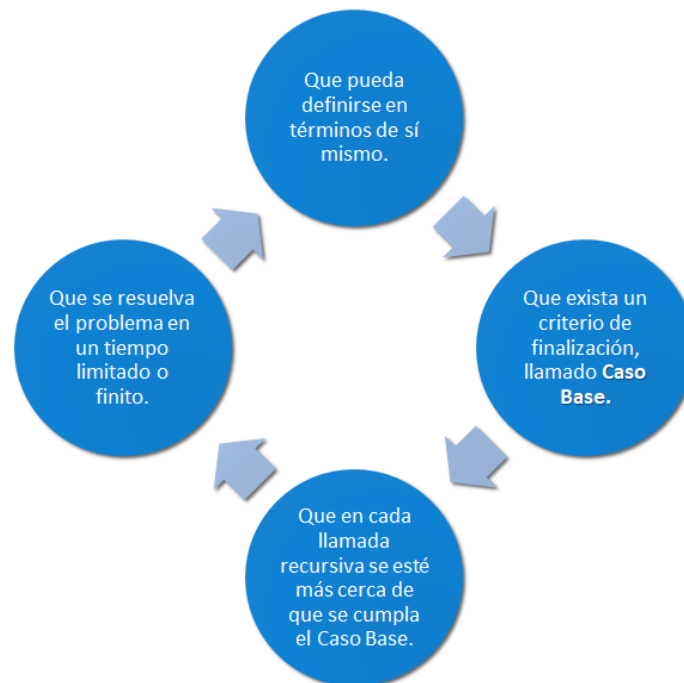 Que pueda
definirse en
términos de sí
mismo.
Que exista un
criterio de
finalización,
llamado Caso
Base.
Que en cada
llamada
recursiva se esté
más cerca de
que se cumpla
el Caso Base.
Que se resuelva
el problema en
un tiempo
limitado o
finito.